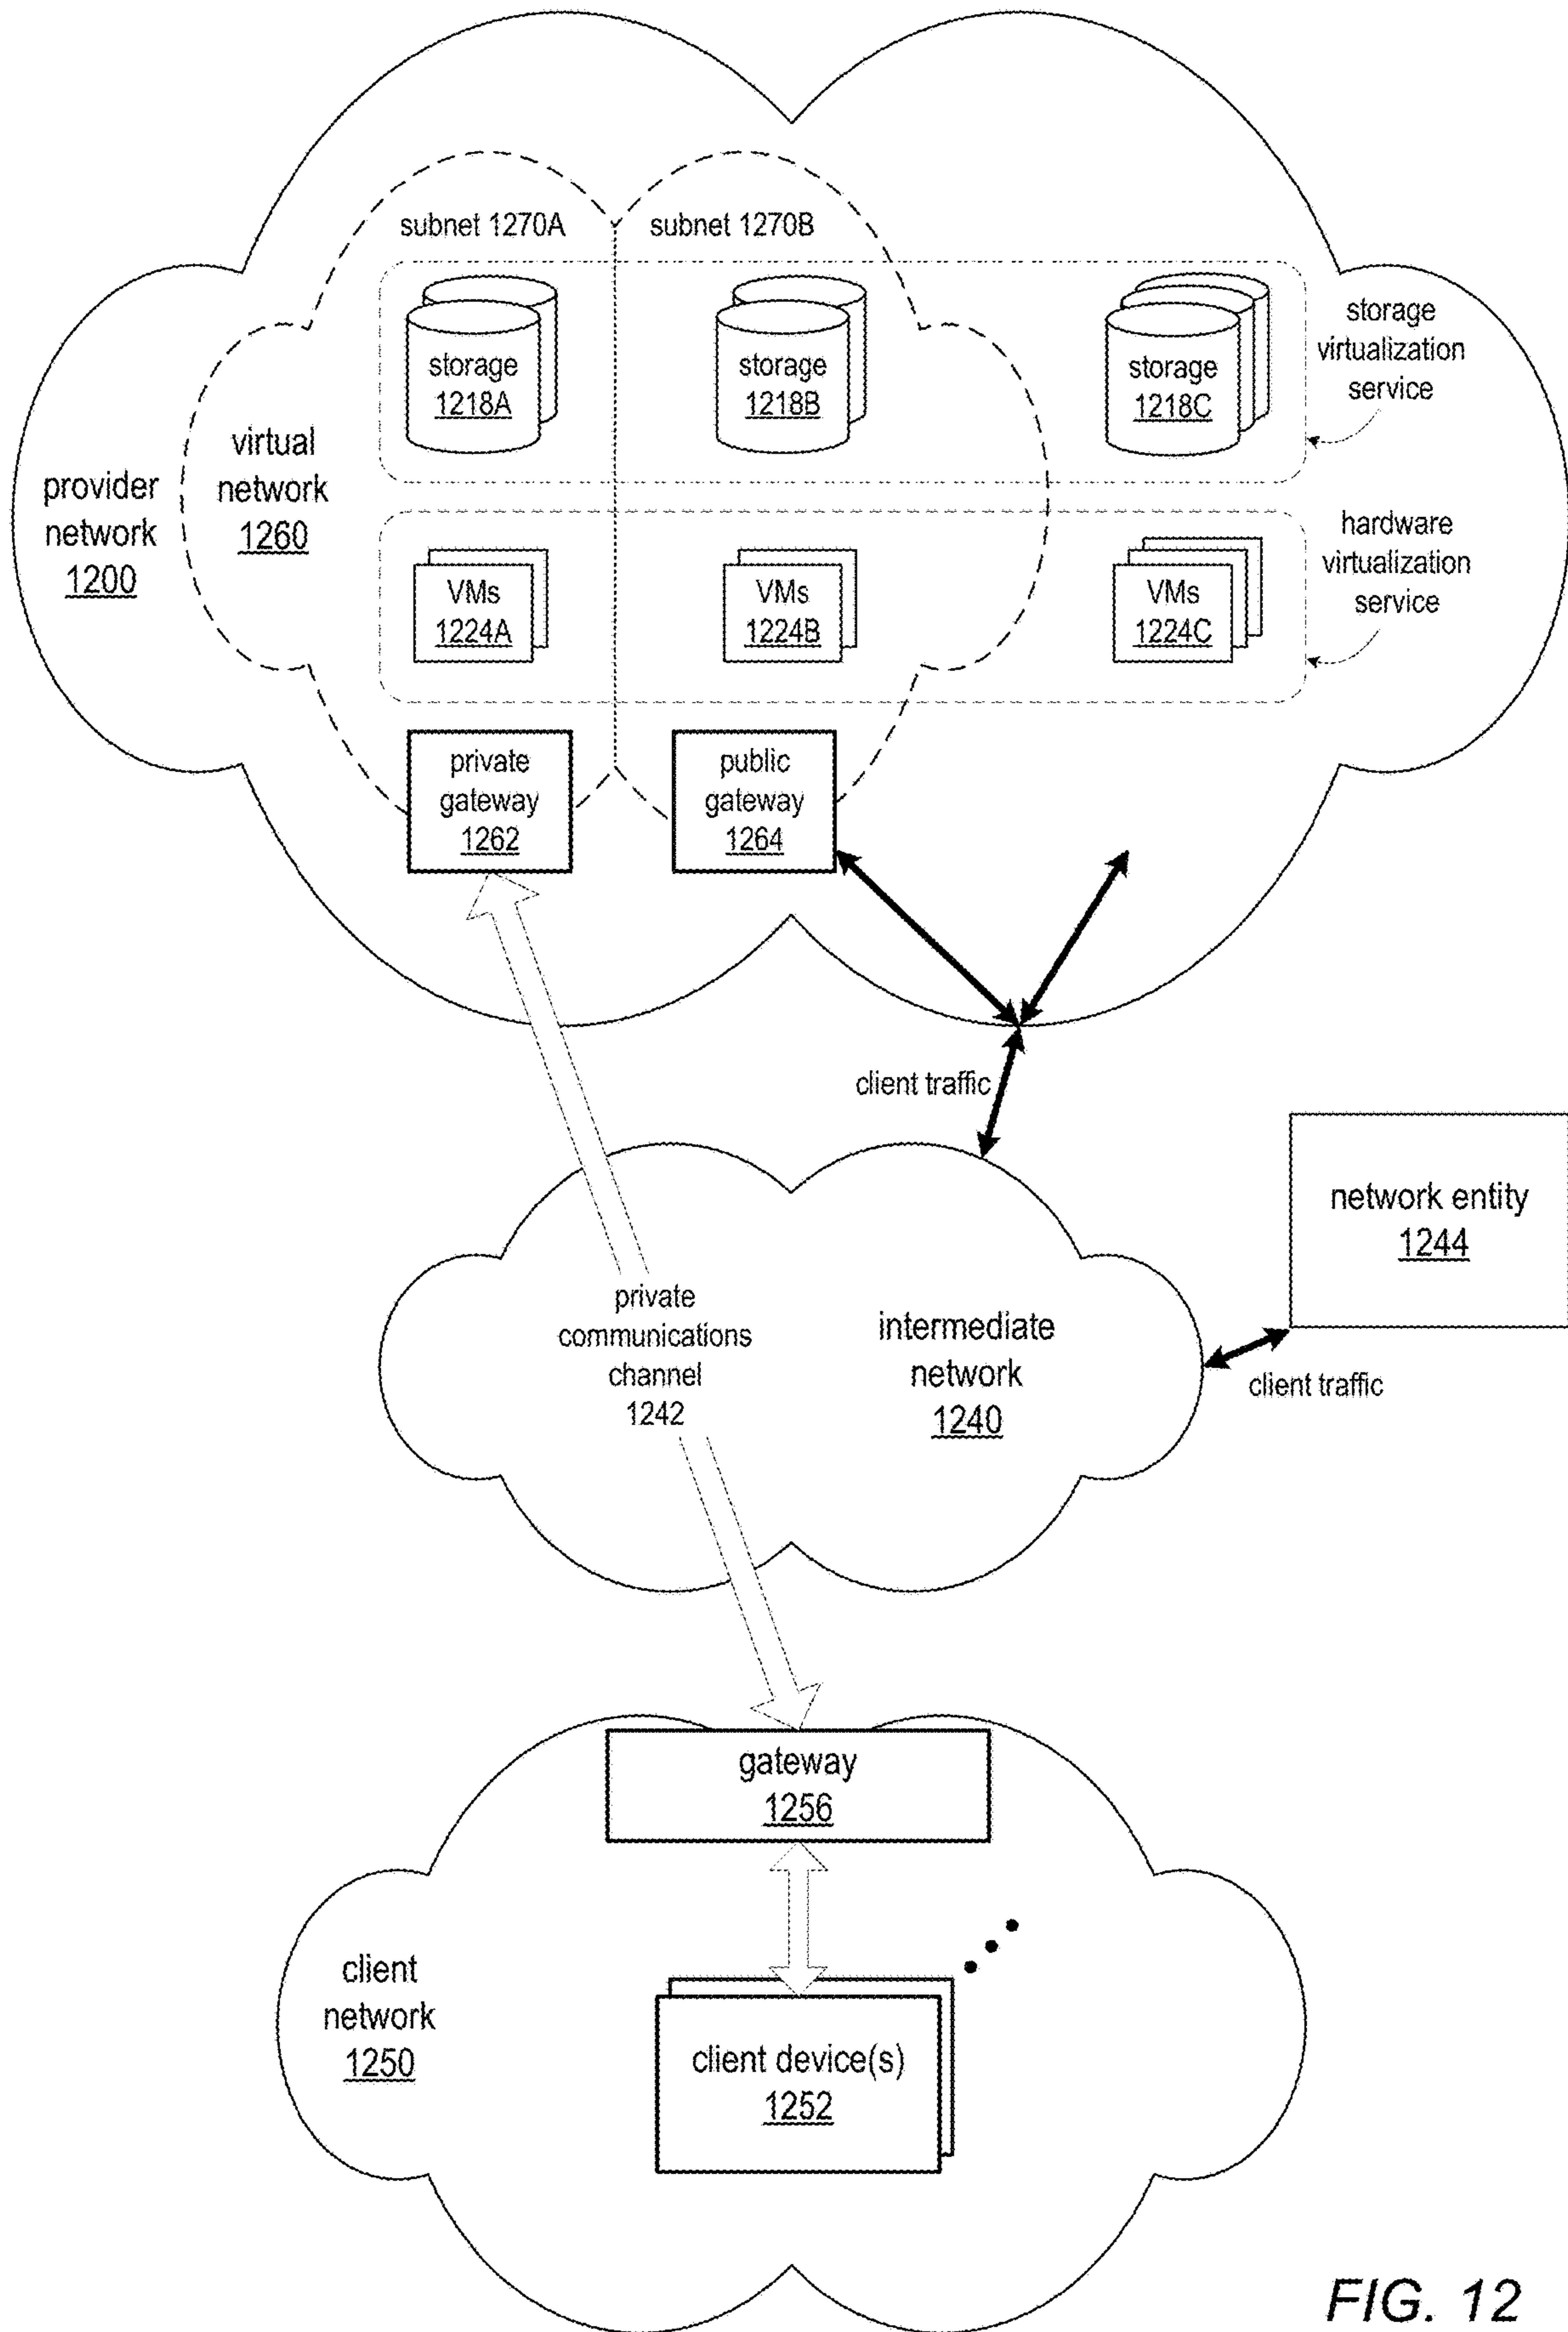 subnet 1270A
subnet 1270B
storage
1218A
storage
1218B
storage
1218C
storage
virtualization
service
provider
network
1200
virtual
network
1260
VMs
1224A
VMs
1224B
VMs
1224C
hardware
virtualization
service
private
gateway
1262
public
gateway
1264
client traffic
network entity
1244
client traffic
private
communications
channel
1242
intermediate
network
1240
gateway
1256
client
network
1250
client device(s)
1252
FIG. 12